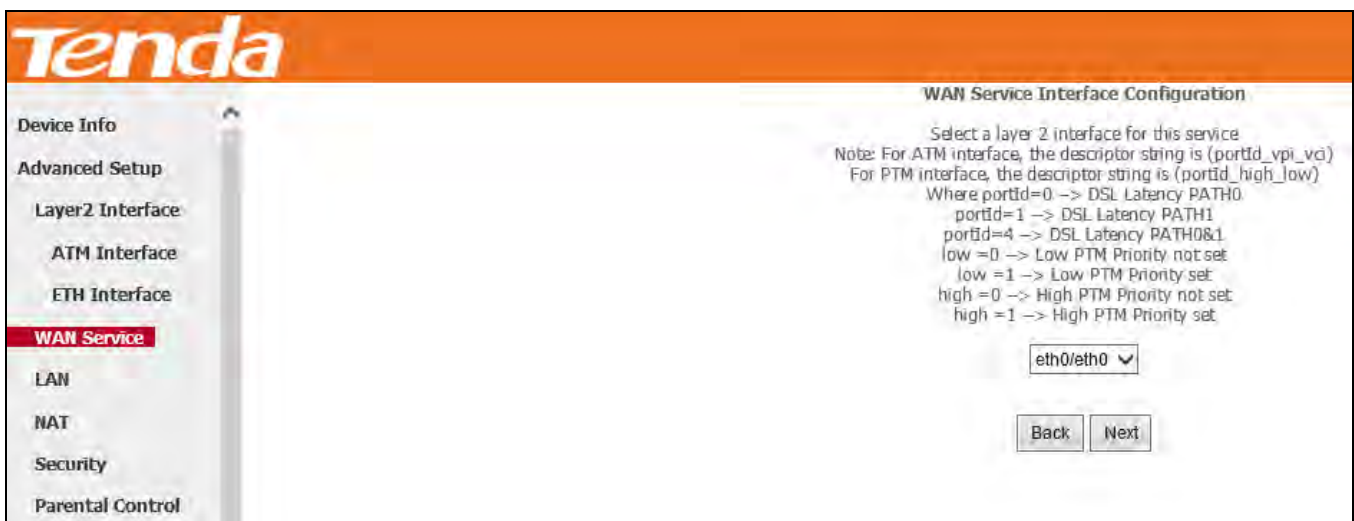 Tenda
Device Info
Advanced Setup
Layer2 Interface
ATM Interface
ETH Interface
WAN Service
LAN
NAT
Security
Parental Control
WAN Service Interface Configuration
Select a layer 2 interface for this service
Note: For ATM interface, the descriptor string is (portId_vpi_vci)
For PTM interface, the descriptor string is (portId_high_low)
Where portId=0 --> DSL Latency PATH0
portId=1 --> DSL Latency PATH1
portId=4 --> DSL Latency PATH0&1
low =0 --> Low PTM Priority not set
low =1 --> Low PTM Priority set
high =0 --> High PTM Priority not set
high =1 --> High PTM Priority set
eth0/eth0
Back Next